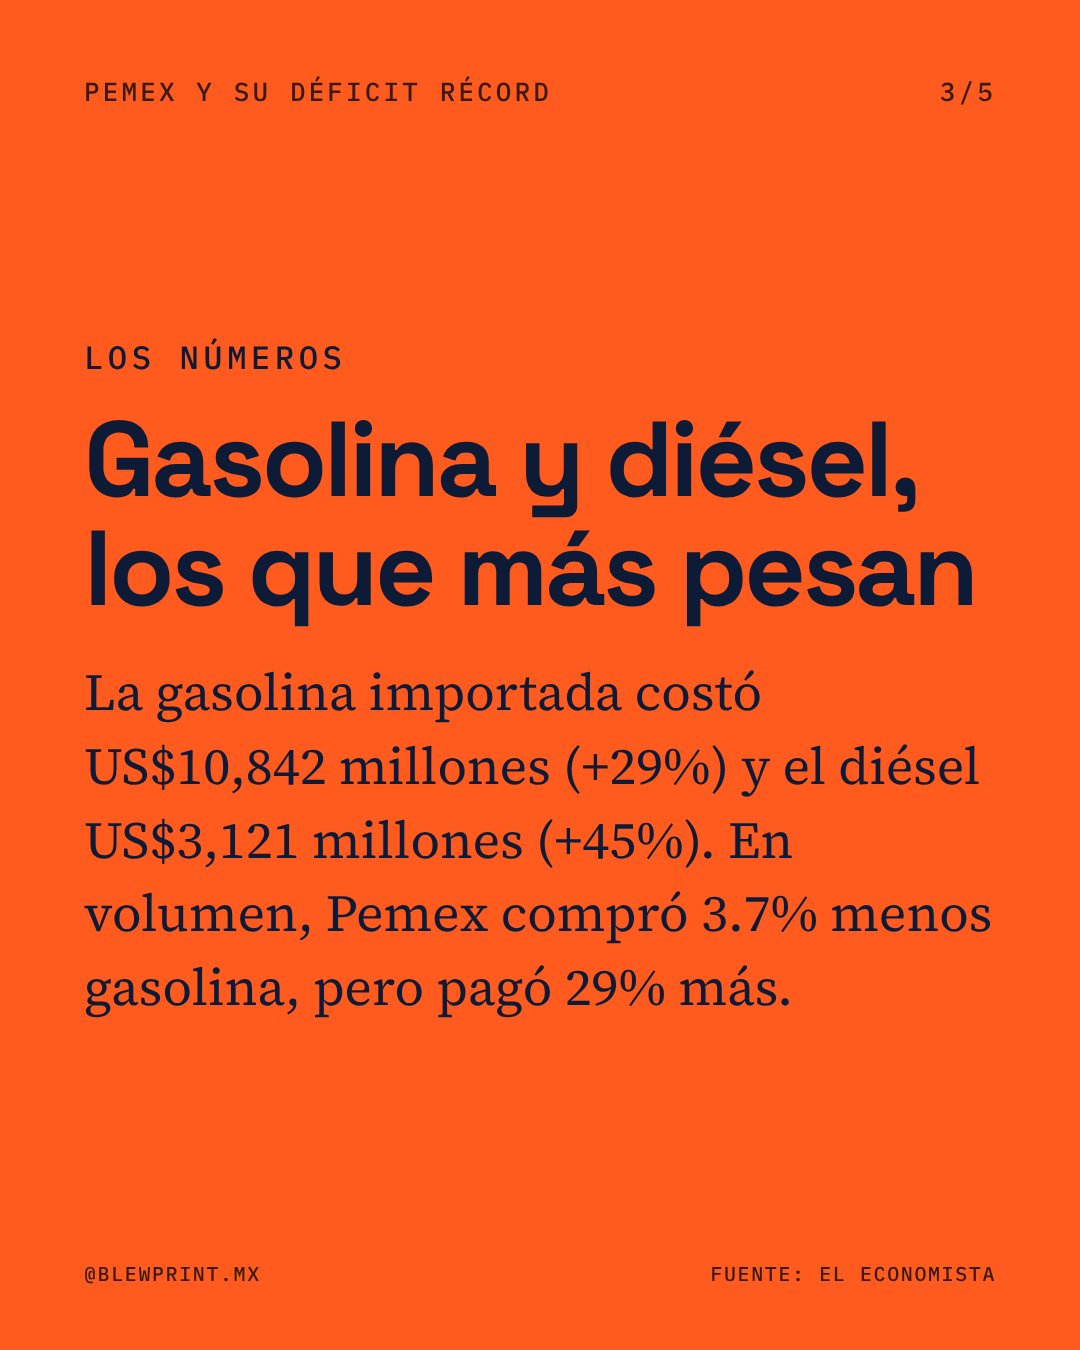 PEMEX Y SU DÉFICIT RÉCORD
3/5
LOS NÚMEROS
Gasolina y diésel,
los que más pesan
La gasolina importada costó
US$10,842 millones (+29%) y el diésel
US$3,121 millones (+45%). En
volumen, Pemex compró 3.7% menos
gasolina, pero pagó 29% más.
@BLEWPRINT.MX
FUENTE: EL ECONOMISTA